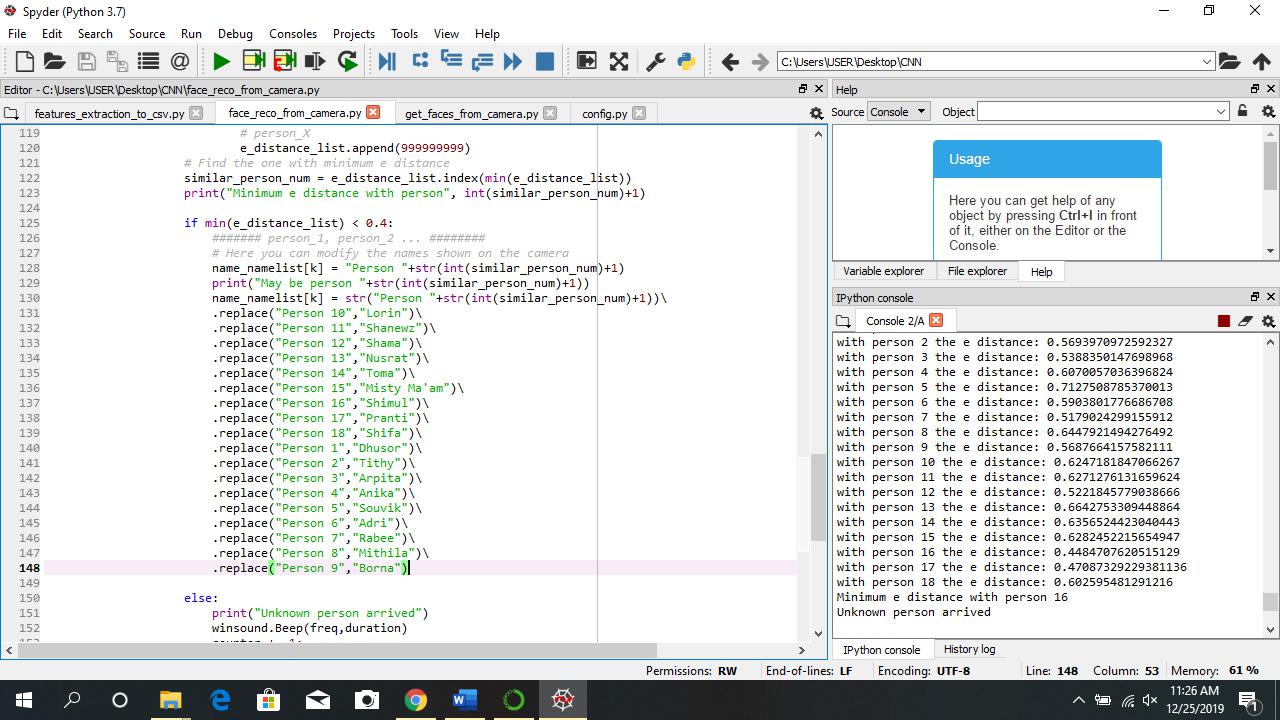 Spyder (Python 3.7)
File Edit Search Source Run Debug Consoles Projects Tools View Help
C:\Users\USER\Desktop\CNN
Editor - C:\Users\USER\Desktop\CNN\face_reco_from_camera.py
features_extraction_to_csv.py face_reco_from_camera.py get_faces_from_camera.py config.py
119 # person_X
120 e_distance_list.append(999999999)
121 # Find the one with minimum e distance
122 similar_person_num = e_distance_list.index(min(e_distance_list))
123 print("Minimum e distance with person", int(similar_person_num)+1)
124
125 if min(e_distance_list) < 0.4:
126 ####### person_1, person_2 ... ########
127 # Here you can modify the names shown on the camera
128 name_namelist[k] = "Person "+str(int(similar_person_num)+1)
129 print("May be person "+str(int(similar_person_num)+1))
130 name_namelist[k] = str("Person "+str(int(similar_person_num)+1))\
131 .replace("Person 10","Lorin")\
132 .replace("Person 11","Shanewz")\
133 .replace("Person 12","Shama")\
134 .replace("Person 13","Nusrat")\
135 .replace("Person 14","Toma")\
136 .replace("Person 15","Misty Ma'am")\
137 .replace("Person 16","Shimul")\
138 .replace("Person 17","Pranti")\
139 .replace("Person 18","Shifa")\
140 .replace("Person 1","Dhusor")\
141 .replace("Person 2","Tithy")\
142 .replace("Person 3","Arpita")\
143 .replace("Person 4","Anika")\
144 .replace("Person 5","Souvik")\
145 .replace("Person 6","Adri")\
146 .replace("Person 7","Rabee")\
147 .replace("Person 8","Mithila")\
148 .replace("Person 9","Borna")
149
150 else:
151 print("Unknown person arrived")
152 winsound.Beep(freq,duration)
Help
Source Console Object
Usage
Here you can get help of any
object by pressing Ctrl+I in front
of it, either on the Editor or the
Console.
Variable explorer File explorer Help
IPython console
Console 2/A
with person 2 the e distance: 0.5693970972592327
with person 3 the e distance: 0.5388330147698968
with person 4 the e distance: 0.6070057036396824
with person 5 the e distance: 0.7127508785370013
with person 6 the e distance: 0.5903801776686708
with person 7 the e distance: 0.5179024299155912
with person 8 the e distance: 0.6447921494276492
with person 9 the e distance: 0.5687664157582111
with person 10 the e distance: 0.6247181847066267
with person 11 the e distance: 0.6271276131659624
with person 12 the e distance: 0.5221845779038666
with person 13 the e distance: 0.6642753309448864
with person 14 the e distance: 0.6356524423040443
with person 15 the e distance: 0.6282452215654947
with person 16 the e distance: 0.4484707620515129
with person 17 the e distance: 0.47087329229381136
with person 18 the e distance: 0.602595481291216
Minimum e distance with person 16
Unknown person arrived
IPython console History log
Permissions: RW End-of-lines: LF Encoding: UTF-8 Line: 148 Column: 53 Memory: 61 %
11:26 AM
12/25/2019